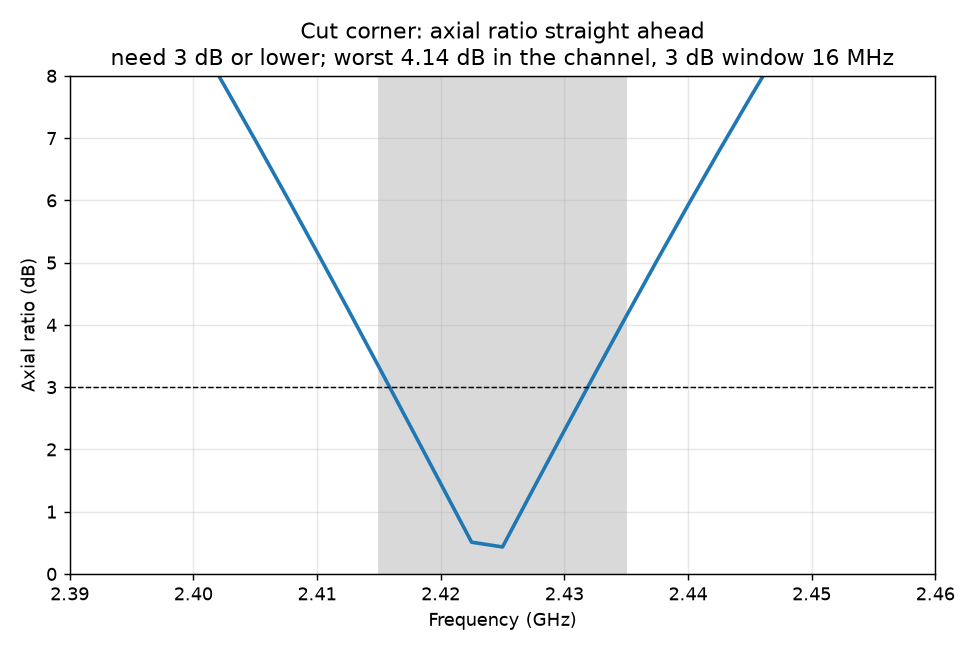 Cut corner: axial ratio straight ahead
need 3 dB or lower; worst 4.14 dB in the channel, 3 dB window 16 MHz
8
7
6
5
4
3
2
1
0
Axial ratio (dB)
2.39 2.40 2.41 2.42 2.43 2.44 2.45 2.46
Frequency (GHz)